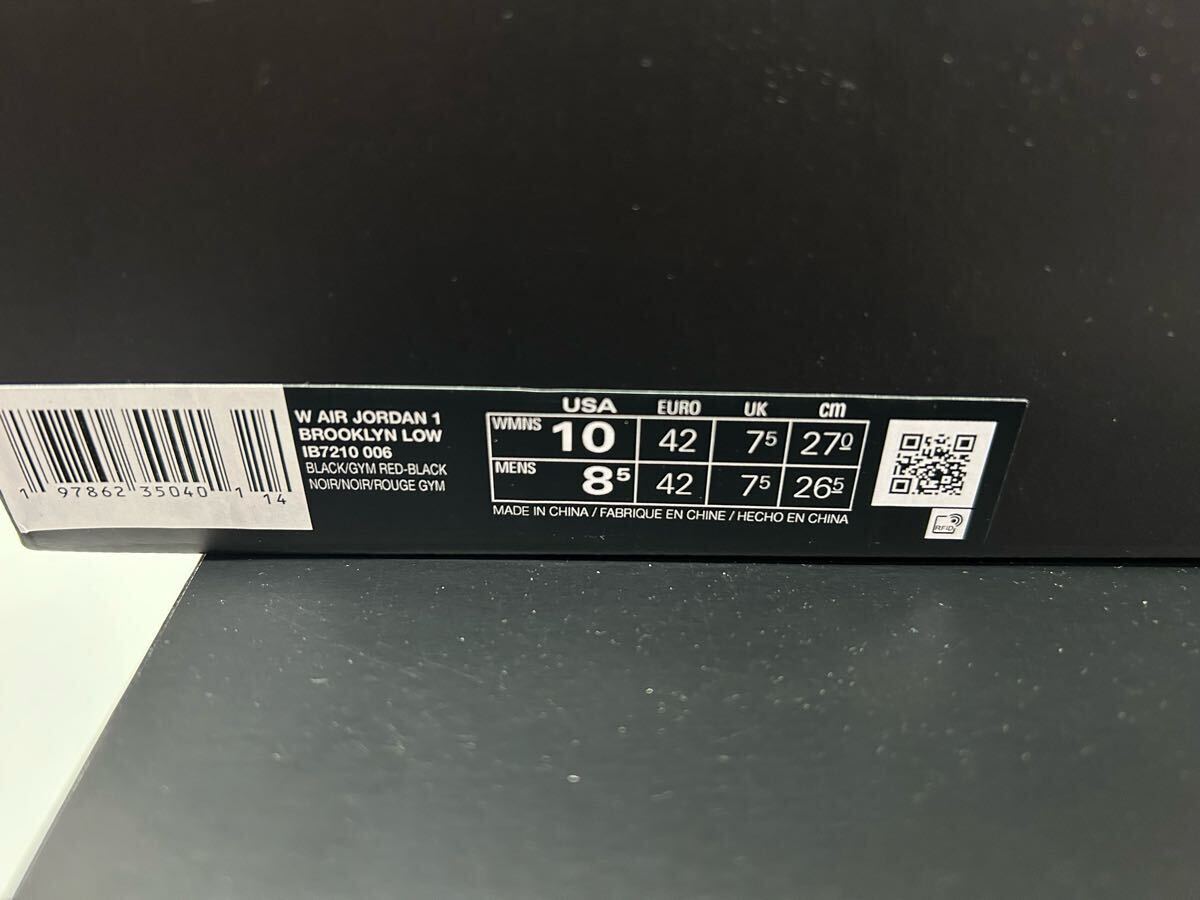 1 97862 35040 1 14
W AIR JORDAN 1
BROOKLYN LOW
IB7210 006
BLACK/GYM RED-BLACK
NOIR/NOIR/ROUGE GYM
USA EURO UK cm
WMNS 10 42 75 270
MENS 85 42 75 265
MADE IN CHINA / FABRIQUE EN CHINE / HECHO EN CHINA
RFID